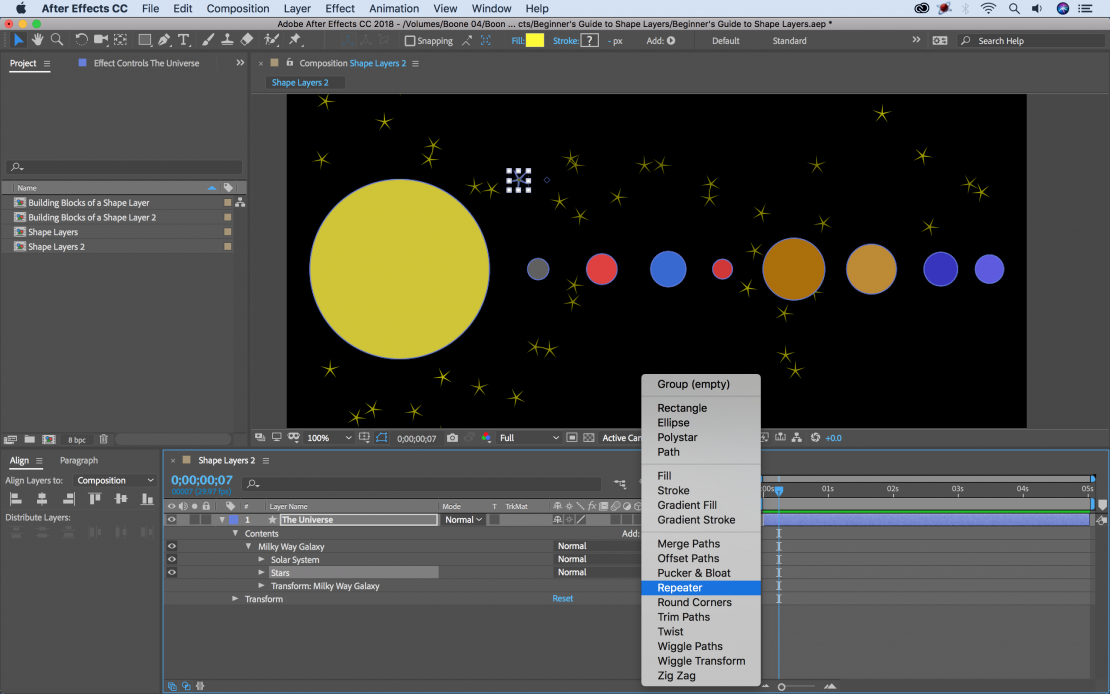 After Effects CC File Edit Composition Layer Effect Animation View Window Help
Adobe After Effects CC 2018 - /Volumes/Boone 04/Boon ... cts/Beginner's Guide to Shape Layers/Beginner's Guide to Shape Layers.aep *
Snapping Fill: Stroke: ? - px Add: Default Standard >> Search Help
Project Effect Controls The Universe >> × Composition Shape Layers 2
Shape Layers 2
Name
Building Blocks of a Shape Layer
Building Blocks of a Shape Layer 2
Shape Layers
Shape Layers 2
8 bpc 100% 0;00;00;07 Full Active Car +0.0
Align Paragraph
Align Layers to: Composition
Distribute Layers:
× Shape Layers 2
0;00;00;07
00007 (29.97 fps)
# Layer Name Mode T TrkMat
1 The Universe Normal
Contents Add:
Milky Way Galaxy Normal
Solar System Normal
Stars Normal
Transform: Milky Way Galaxy
Transform Reset
Group (empty)
Rectangle
Ellipse
Polystar
Path
Fill
Stroke
Gradient Fill
Gradient Stroke
Merge Paths
Offset Paths
Pucker & Bloat
Repeater
Round Corners
Trim Paths
Twist
Wiggle Paths
Wiggle Transform
Zig Zag
:00s 01s 02s 03s 04s 05s